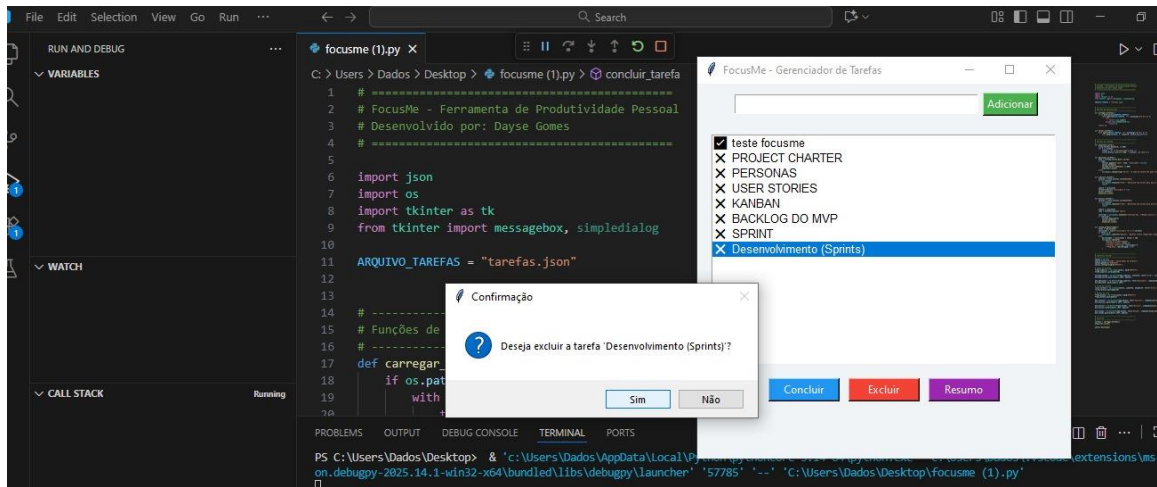 File Edit Selection View Go Run ···
Search
RUN AND DEBUG ···
VARIABLES
WATCH
CALL STACK
Running
1
1
focusme (1).py
C: > Users > Dados > Desktop > focusme (1).py > concluir_tarefa
1 # ============================================
2 # FocusMe - Ferramenta de Produtividade Pessoal
3 # Desenvolvido por: Dayse Gomes
4 # ============================================
5
6 import json
7 import os
8 import tkinter as tk
9 from tkinter import messagebox, simpledialog
10
11 ARQUIVO_TAREFAS = "tarefas.json"
12
13
14 # -----------
15 # Funções de
16 # -----------
17 def carregar_
18 if os.pat
19 with
20
FocusMe - Gerenciador de Tarefas
Adicionar
teste focusme
PROJECT CHARTER
PERSONAS
USER STORIES
KANBAN
BACKLOG DO MVP
SPRINT
Desenvolvimento (Sprints)
Concluir
Excluir
Resumo
Confirmação
Deseja excluir a tarefa 'Desenvolvimento (Sprints)'?
Sim
Não
PROBLEMS OUTPUT DEBUG CONSOLE TERMINAL PORTS
PS C:\Users\Dados\Desktop> & 'c:\Users\Dados\AppData\Local\P
extensions\ms
on.debugpy-2025.14.1-win32-x64\bundled\libs\debugpy\launcher' '57785' '--' 'C:\Users\Dados\Desktop\focusme (1).py'